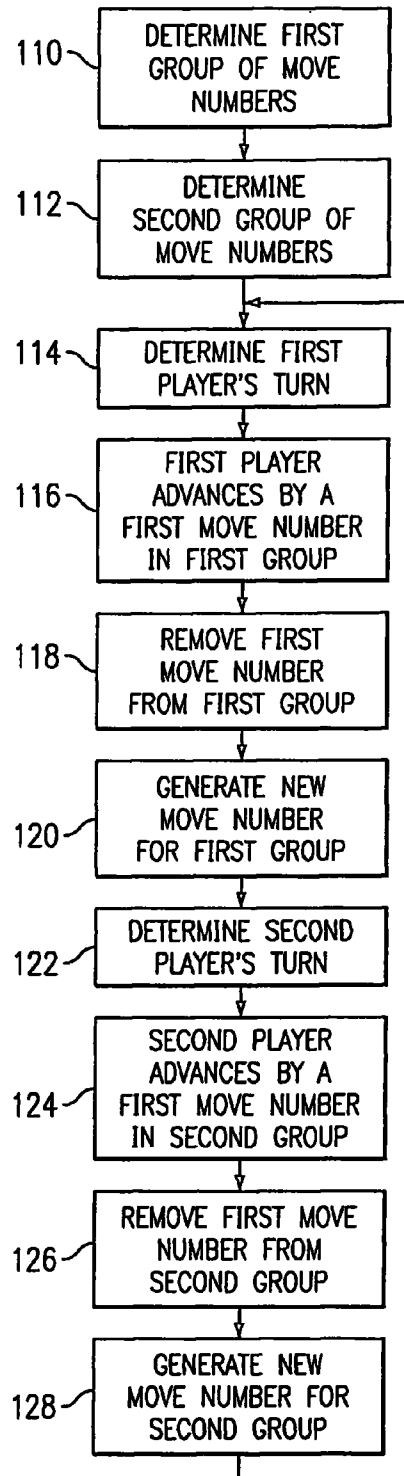 110
DETERMINE FIRST
GROUP OF MOVE
NUMBERS
112
DETERMINE
SECOND GROUP OF
MOVE NUMBERS
114
DETERMINE FIRST
PLAYER'S TURN
116
FIRST PLAYER
ADVANCES BY A
FIRST MOVE NUMBER
IN FIRST GROUP
118
REMOVE FIRST
MOVE NUMBER
FROM FIRST GROUP
120
GENERATE NEW
MOVE NUMBER
FOR FIRST GROUP
122
DETERMINE SECOND
PLAYER'S TURN
124
SECOND PLAYER
ADVANCES BY A
FIRST MOVE NUMBER
IN SECOND GROUP
126
REMOVE FIRST MOVE
NUMBER FROM
SECOND GROUP
128
GENERATE NEW
MOVE NUMBER FOR
SECOND GROUP